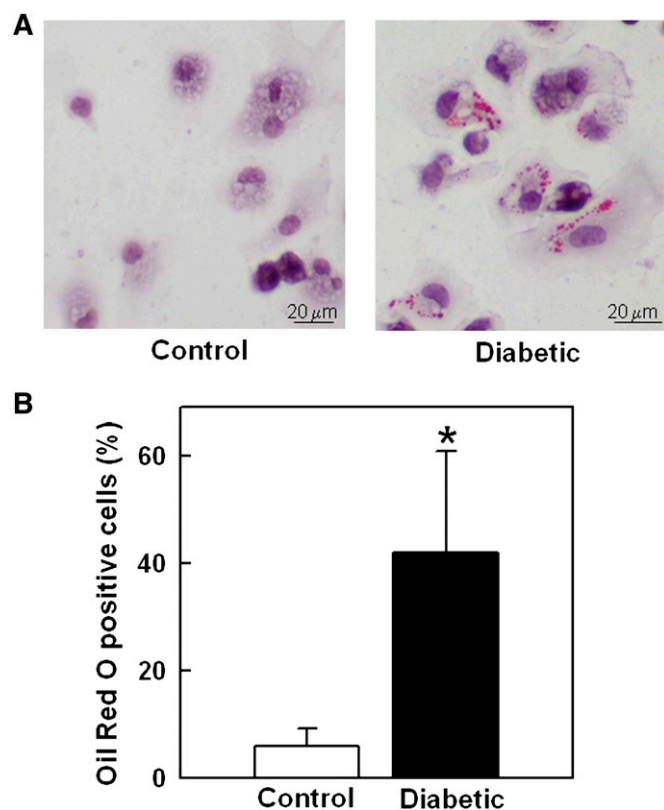 A
20 μm
20 μm
Control
Diabetic
B
Oil Red O positive cells (%)
60
40
20
0
*
Control
Diabetic